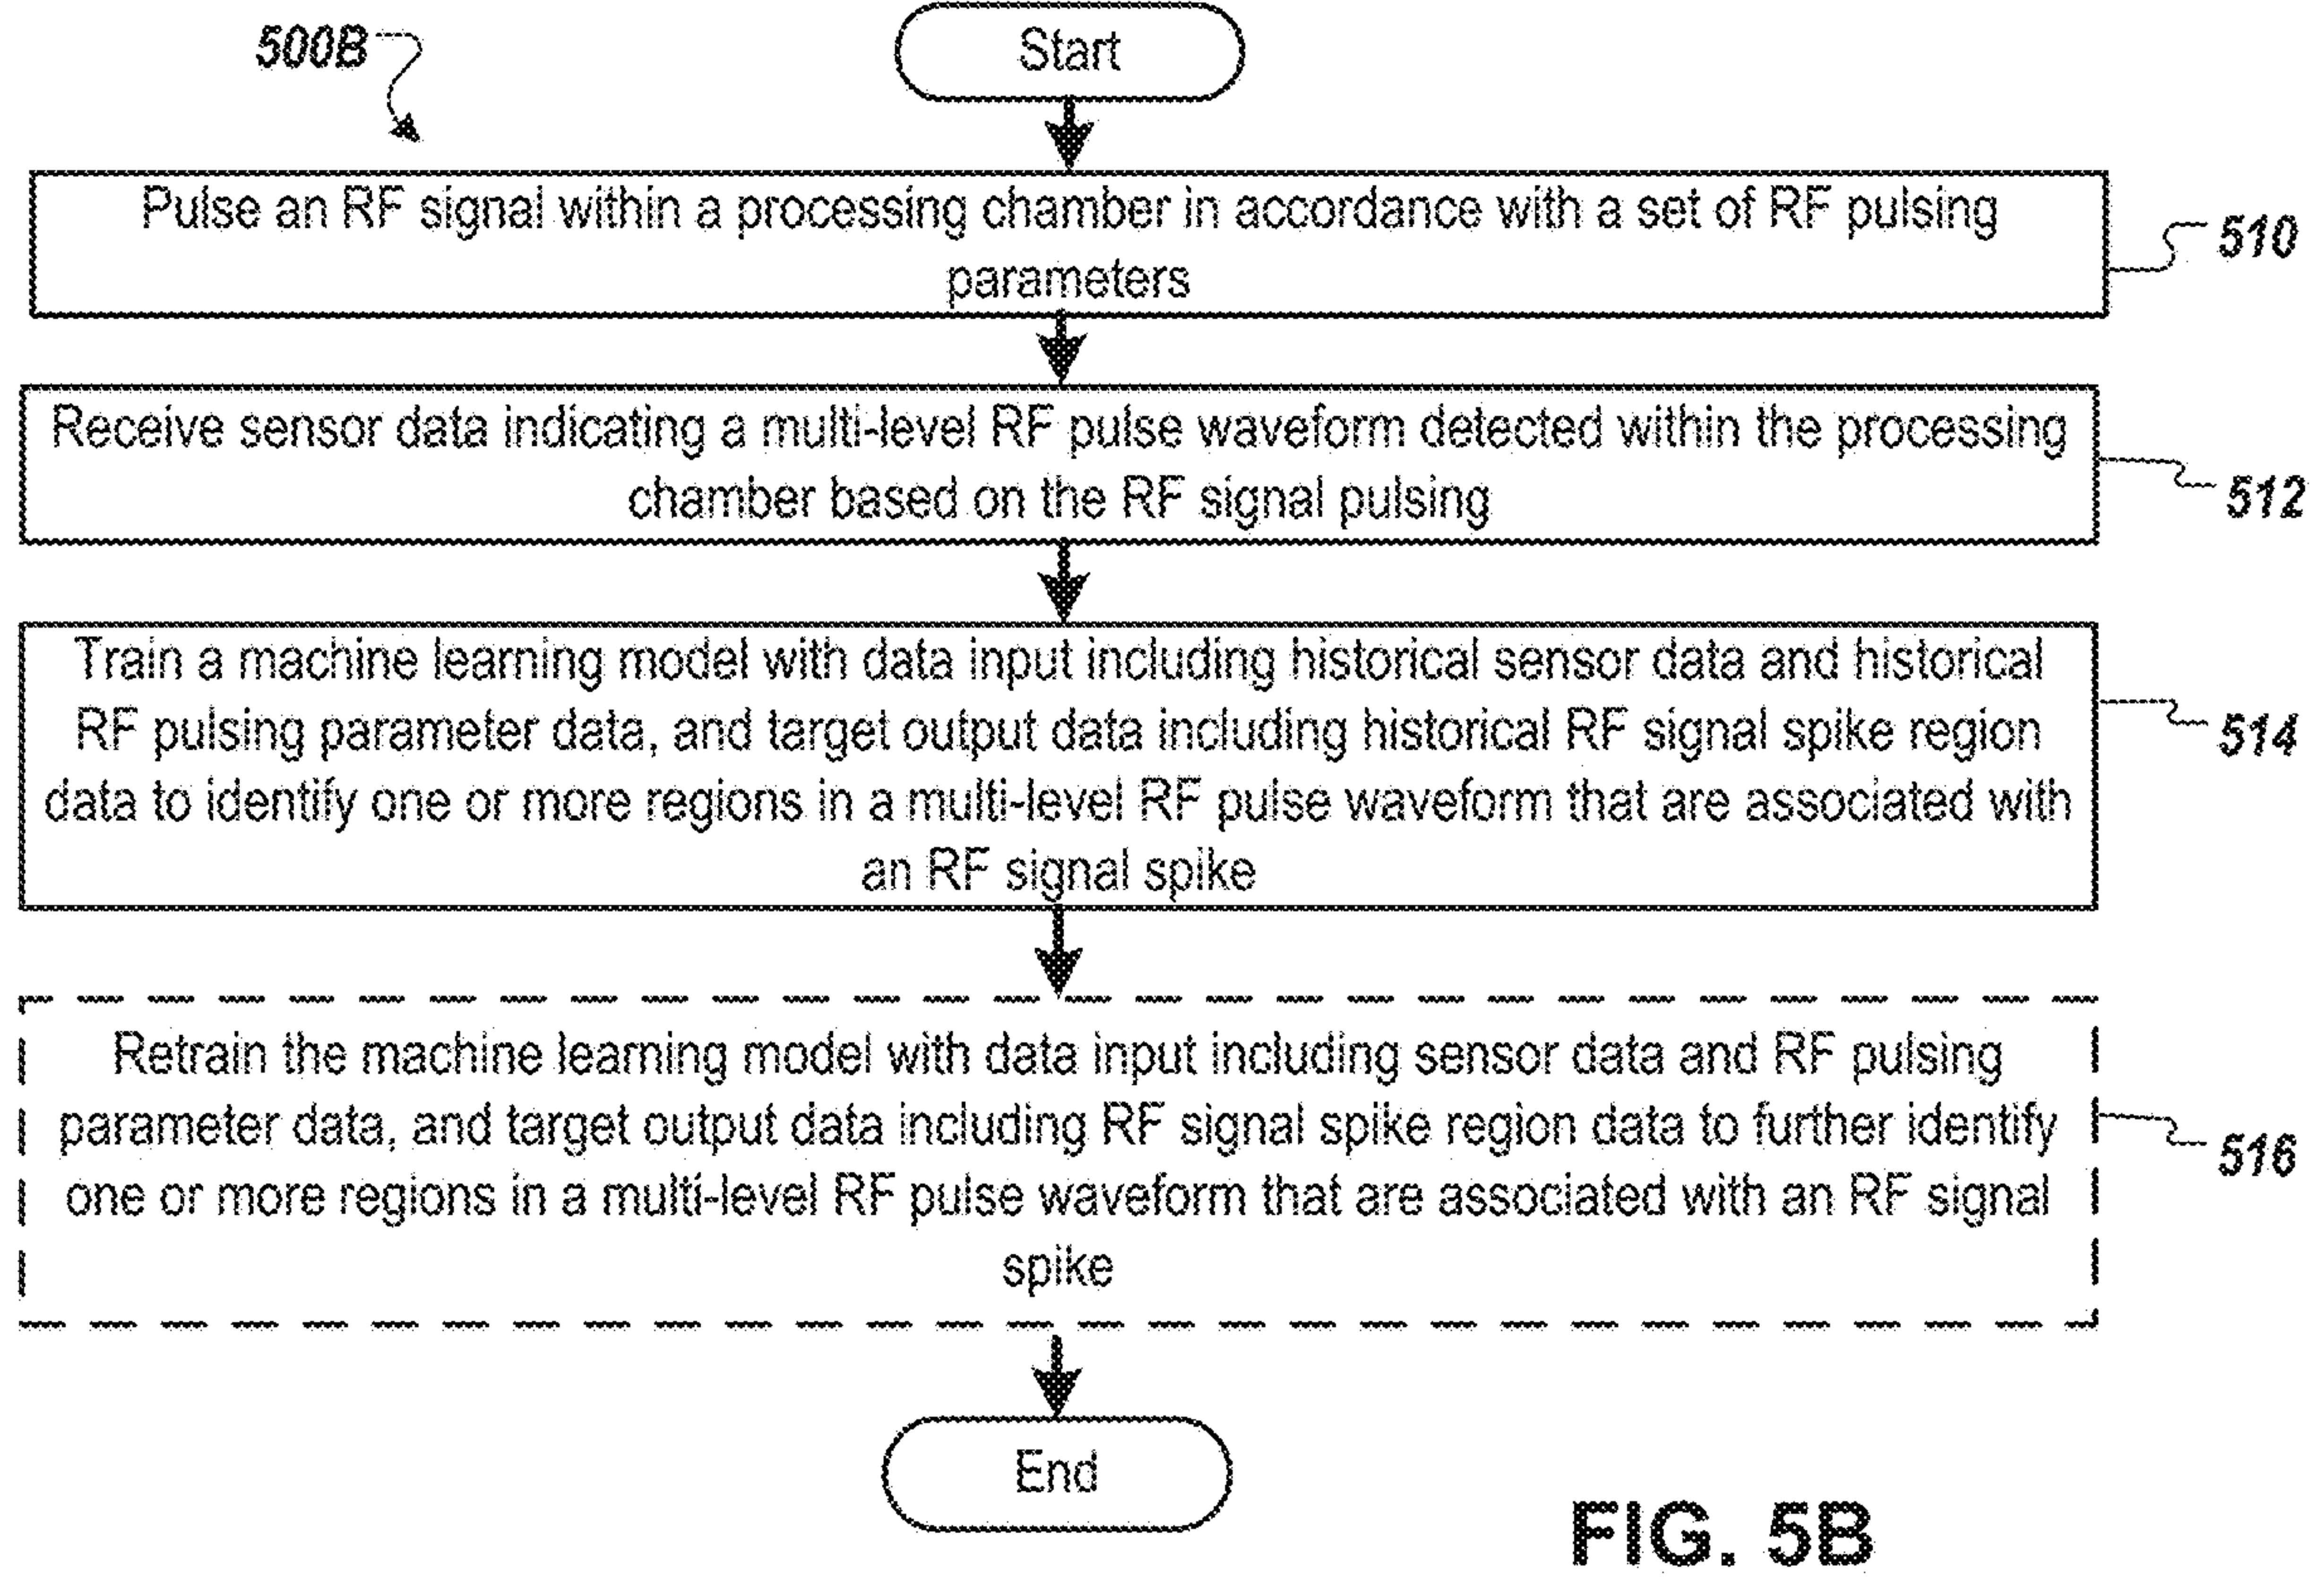 500B
Start
Pulse an RF signal within a processing chamber in accordance with a set of RF pulsing
parameters
510
Receive sensor data indicating a multi-level RF pulse waveform detected within the processing
chamber based on the RF signal pulsing
512
Train a machine learning model with data input including historical sensor data and historical
RF pulsing parameter data, and target output data including historical RF signal spike region
data to identify one or more regions in a multi-level RF pulse waveform that are associated with
an RF signal spike
514
Retrain the machine learning model with data input including sensor data and RF pulsing
parameter data, and target output data including RF signal spike region data to further identify
one or more regions in a multi-level RF pulse waveform that are associated with an RF signal
spike
516
End
FIG. 5B